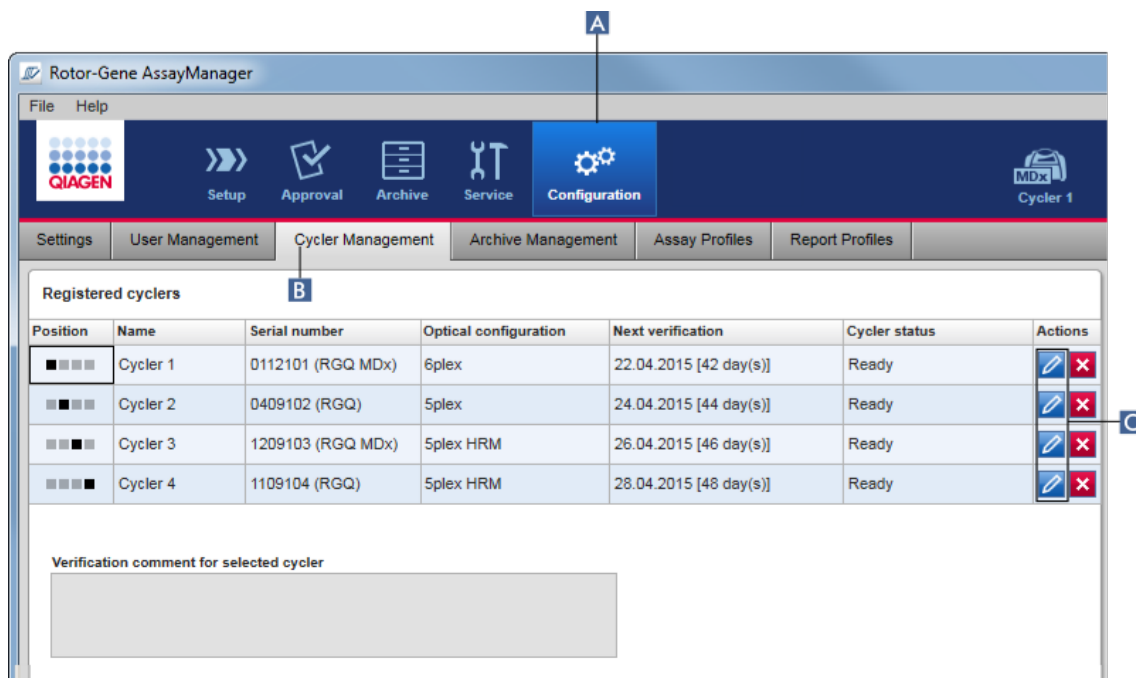 A
Rotor-Gene AssayManager
File Help
QIAGEN
Setup Approval Archive Service Configuration
MDx
Cycler 1
Settings User Management Cycler Management Archive Management Assay Profiles Report Profiles
B
Registered cyclers
Position Name Serial number Optical configuration Next verification Cycler status Actions
Cycler 1 0112101 (RGQ MDx) 6plex 22.04.2015 [42 day(s)] Ready
Cycler 2 0409102 (RGQ) 5plex 24.04.2015 [44 day(s)] Ready
C
Cycler 3 1209103 (RGQ MDx) 5plex HRM 26.04.2015 [46 day(s)] Ready
Cycler 4 1109104 (RGQ) 5plex HRM 28.04.2015 [48 day(s)] Ready
Verification comment for selected cycler